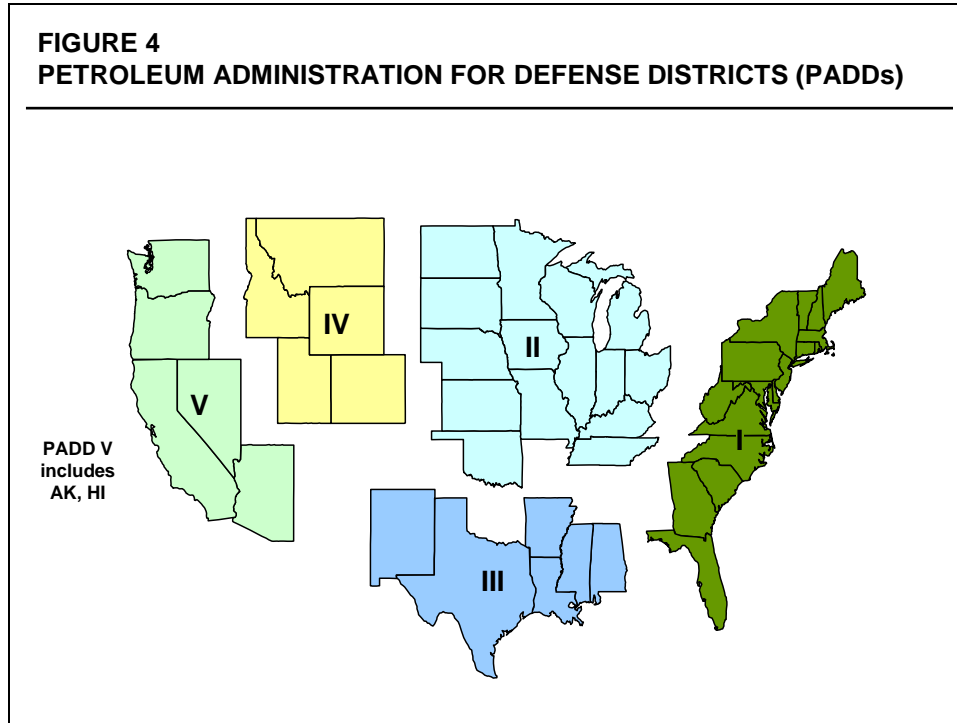 FIGURE 4
PETROLEUM ADMINISTRATION FOR DEFENSE DISTRICTS (PADDs)
IV
II
V
I
PADD V
includes
AK, HI
III